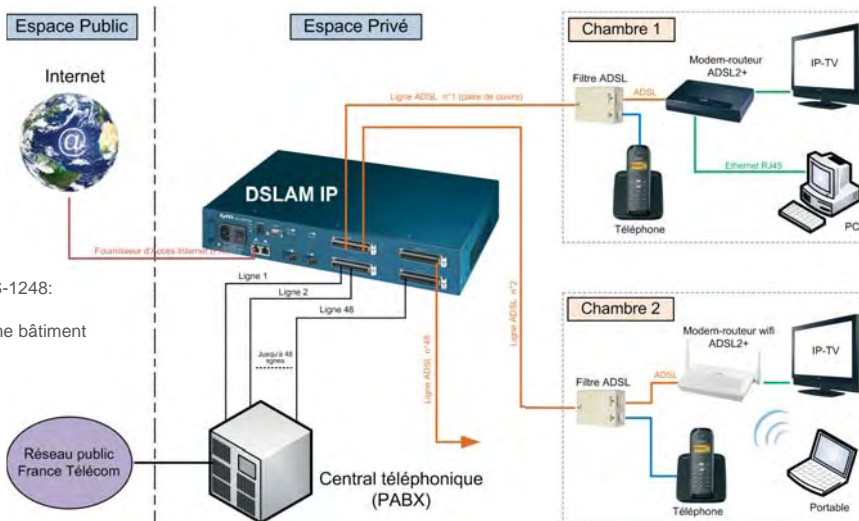 Espace Public
Espace Privé
Chambre 1
Internet
Modem-routeur
ADSL2+
IP-TV
Filtre ADSL
ADSL
Ligne ADSL n°1 (paire de cuivre)
@
DSLAM IP
ZyXEL
Ethernet RJ45
Téléphone
PC
Fournisseur d'Accès Internet
Ligne 1
Ligne 2
Ligne 48
-1248:
ne bâtiment
Jusqu'à 48
lignes
Ligne ADSL n°48
Ligne ADSL n°2
Chambre 2
Modem-routeur wifi
ADSL2+
IP-TV
Filtre ADSL
ADSL
Réseau public
France Télécom
Central téléphonique
(PABX)
Téléphone
Portable